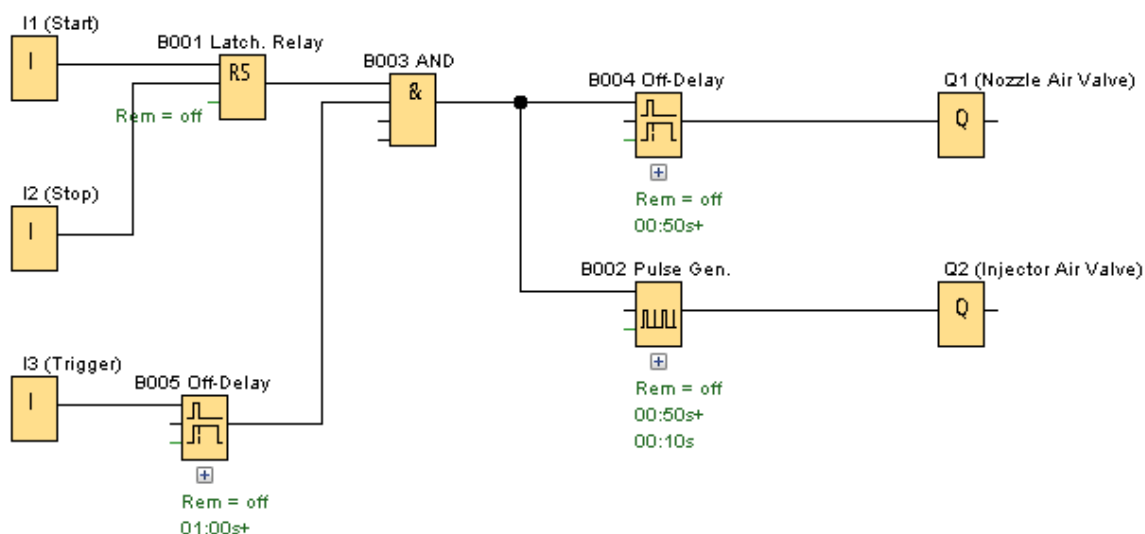 I1 (Start)
I
B001 Latch. Relay
RS
Rem = off
B003 AND
&
B004 Off-Delay
Rem = off
00:50s+
Q1 (Nozzle Air Valve)
Q
I2 (Stop)
I
B002 Pulse Gen.
Rem = off
00:50s+
00:10s
Q2 (Injector Air Valve)
Q
I3 (Trigger)
I
B005 Off-Delay
Rem = off
01:00s+